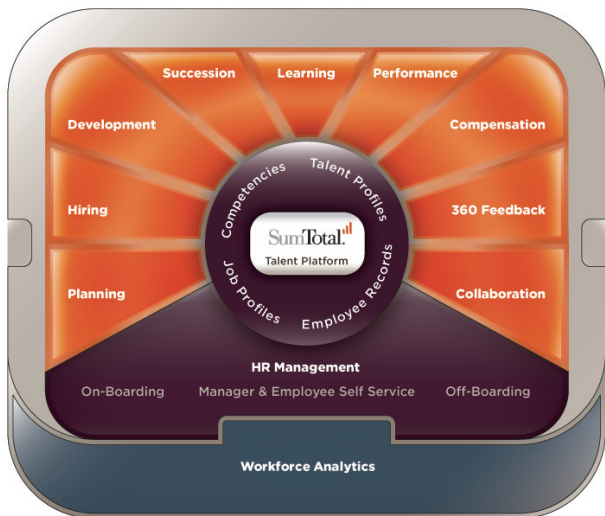 Succession
Learning
Performance
Development
Compensation
Hiring
360 Feedback
Planning
Collaboration
Competencies
Talent Profiles
SumTotal.
Talent Platform
Job Profiles
Employee Records
HR Management
On-Boarding
Manager & Employee Self Service
Off-Boarding
Workforce Analytics